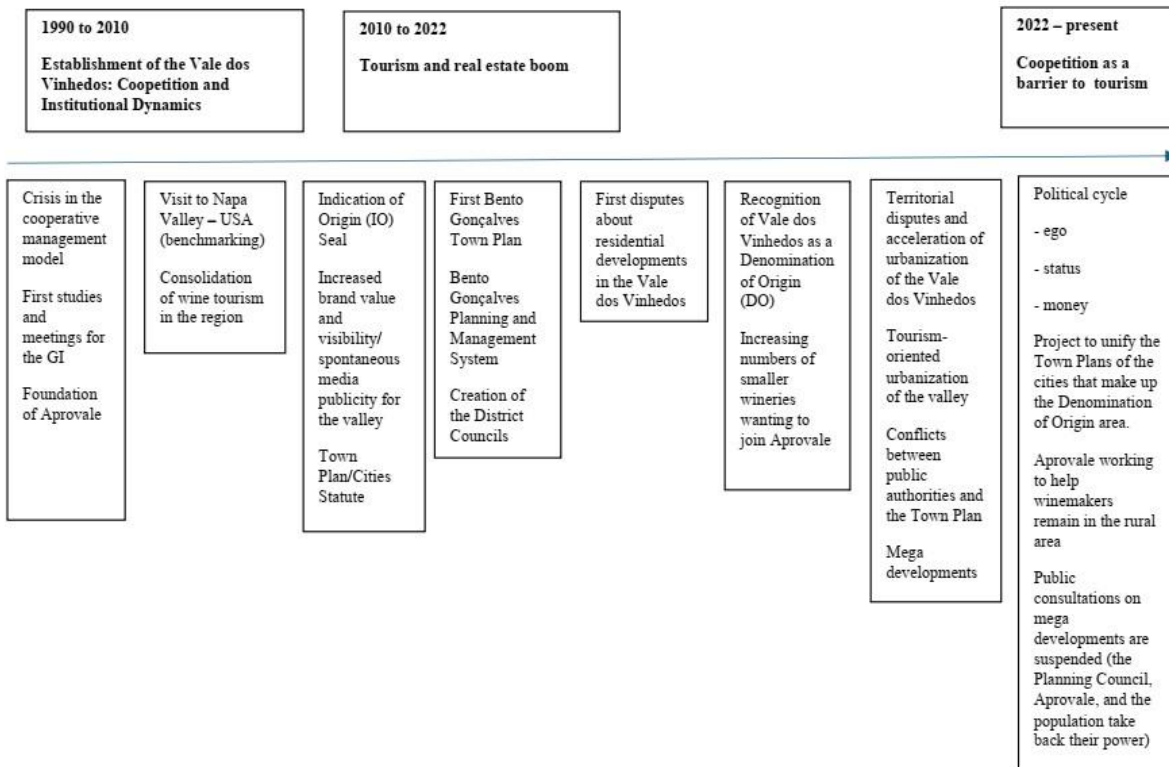 1990 to 2010
Establishment of the Vale dos
Vinhedos: Coopetition and
Institutional Dynamics
2010 to 2022
Tourism and real estate boom
2022 – present
Coopetition as a
barrier to tourism
Crisis in the
cooperative
management
model
First studies
and
meetings for
the GI
Foundation
of Aprovale
Visit to Napa
Valley – USA
(benchmarking)
Consolidation
of wine tourism
in the region
Indication of
Origin (IO)
Seal
Increased
brand value
and
visibility/
spontaneous
media
publicity for
the valley
Town
Plan/Cities
Statute
First Bento
Gonçalves
Town Plan
Bento
Gonçalves
Planning and
Management
System
Creation of
the District
Councils
First disputes
about
residential
developments
in the Vale
dos Vinhedos
Recognition
of Vale dos
Vinhedos as a
Denomination
of Origin
(DO)
Increasing
numbers of
smaller
wineries
wanting to
join Aprovale
Territorial
disputes and
acceleration of
urbanization
of the Vale
dos Vinhedos
Tourism-
oriented
urbanization
of the valley
Conflicts
between
public
authorities and
the Town Plan
Mega
developments
Political cycle
- ego
- status
- money
Project to unify the
Town Plans of the
cities that make up
the Denomination
of Origin area.
Aprovale working
to help
winemakers
remain in the rural
area
Public
consultations on
mega
developments are
suspended (the
Planning Council,
Aprovale, and the
population take
back their power)